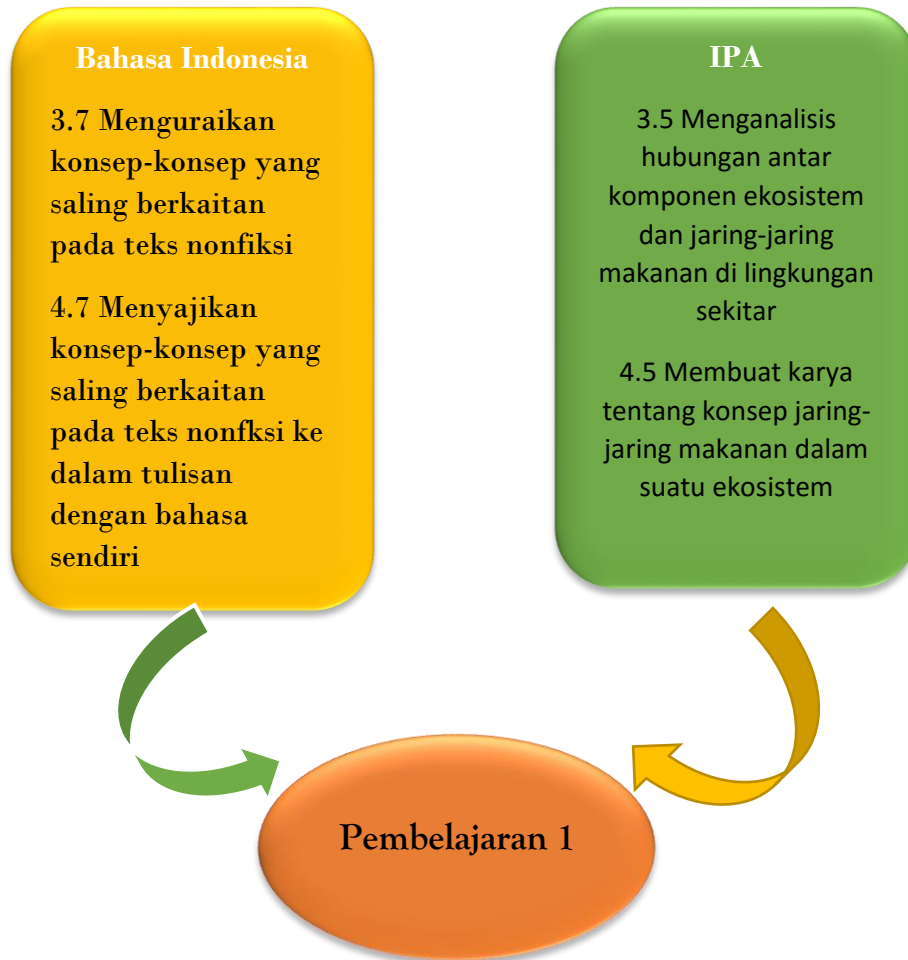 Bahasa Indonesia
3.7 Menguraikan
konsep-konsep yang
saling berkaitan
pada teks nonfiksi
4.7 Menyajikan
konsep-konsep yang
saling berkaitan
pada teks nonfksi ke
dalam tulisan
dengan bahasa
sendiri
IPA
3.5 Menganalisis
hubungan antar
komponen ekosistem
dan jaring-jaring
makanan di lingkungan
sekitar
4.5 Membuat karya
tentang konsep jaring-
jaring makanan dalam
suatu ekosistem
Pembelajaran 1